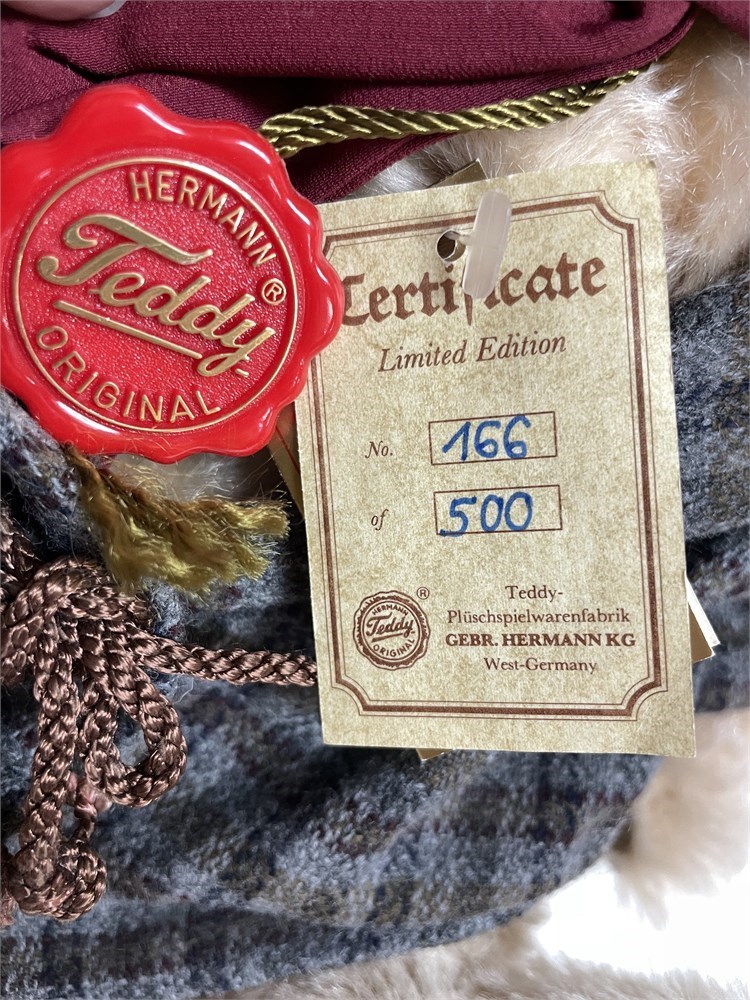 HERMANN
Teddy
®
ORIGINAL
Certificate
Limited Edition
No. 166
of 500
HERMANN
Teddy
ORIGINAL
®
Teddy-
Plüschspielwarenfabrik
GEBR. HERMANN KG
West-Germany